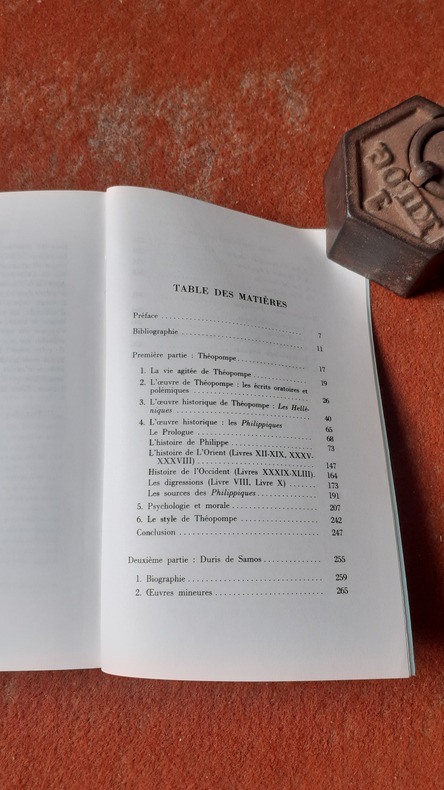 TABLE DES MATIÈRES
Préface .......... 7
Bibliographie .......... 11
Première partie : Théopompe .......... 17
1. La vie agitée de Théopompe .......... 19
2. L'œuvre de Théopompe : les écrits oratoires et
polémiques .......... 26
3. L'œuvre historique de Théopompe : Les Hellé-
niques .......... 40
4. L'œuvre historique : les Philippiques 65
Le Prologue .......... 68
L'histoire de Philippe .......... 73
L'histoire de L'Orient (Livres XII-XIX, XXXV-
XXXVIII) .......... 147
Histoire de l'Occident (Livres XXXIX-XLIII). 164
Les digressions (Livre VIII, Livre X) ...... 173
Les sources des Philippiques .......... 191
5. Psychologie et morale .......... 207
6. Le style de Théopompe .......... 242
Conclusion .......... 247
Deuxième partie : Duris de Samos .......... 255
1. Biographie .......... 259
2. Œuvres mineures .......... 265
KILOG